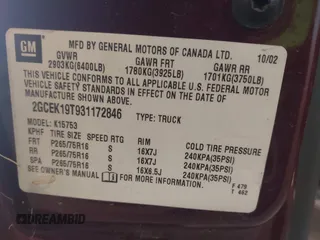 GM
MFD BY GENERAL MOTORS OF CANADA LTD.
10/02
GVWR GAWR FRT GAWR RR
2903KG(6400LB) 1780KG(3925LB) 1701KG(3750LB)
THIS VEHICLE CONFORMS TO ALL APPLICABLE U.S. FEDERAL
MOTOR VEHICLE SAFETY STANDARDS IN EFFECT ON THE DATE
OF MANUFACTURE SHOWN ABOVE.
2GCEK19T931172846 TYPE: TRUCK
MODEL: K15753
KPHF TIRE SIZE SPEED RTG RIM COLD TIRE PRESSURE
FRT P265/75R16 S 16X7J 240KPA(35PSI)
RR P265/75R16 S 16X7J 240KPA(35PSI)
SPA P265/75R16 S 16X6.5J 240KPA(35PSI)
SEE OWNER'S MANUAL FOR ADDITIONAL INFORMATION
F 479
T 462
DREAMBID